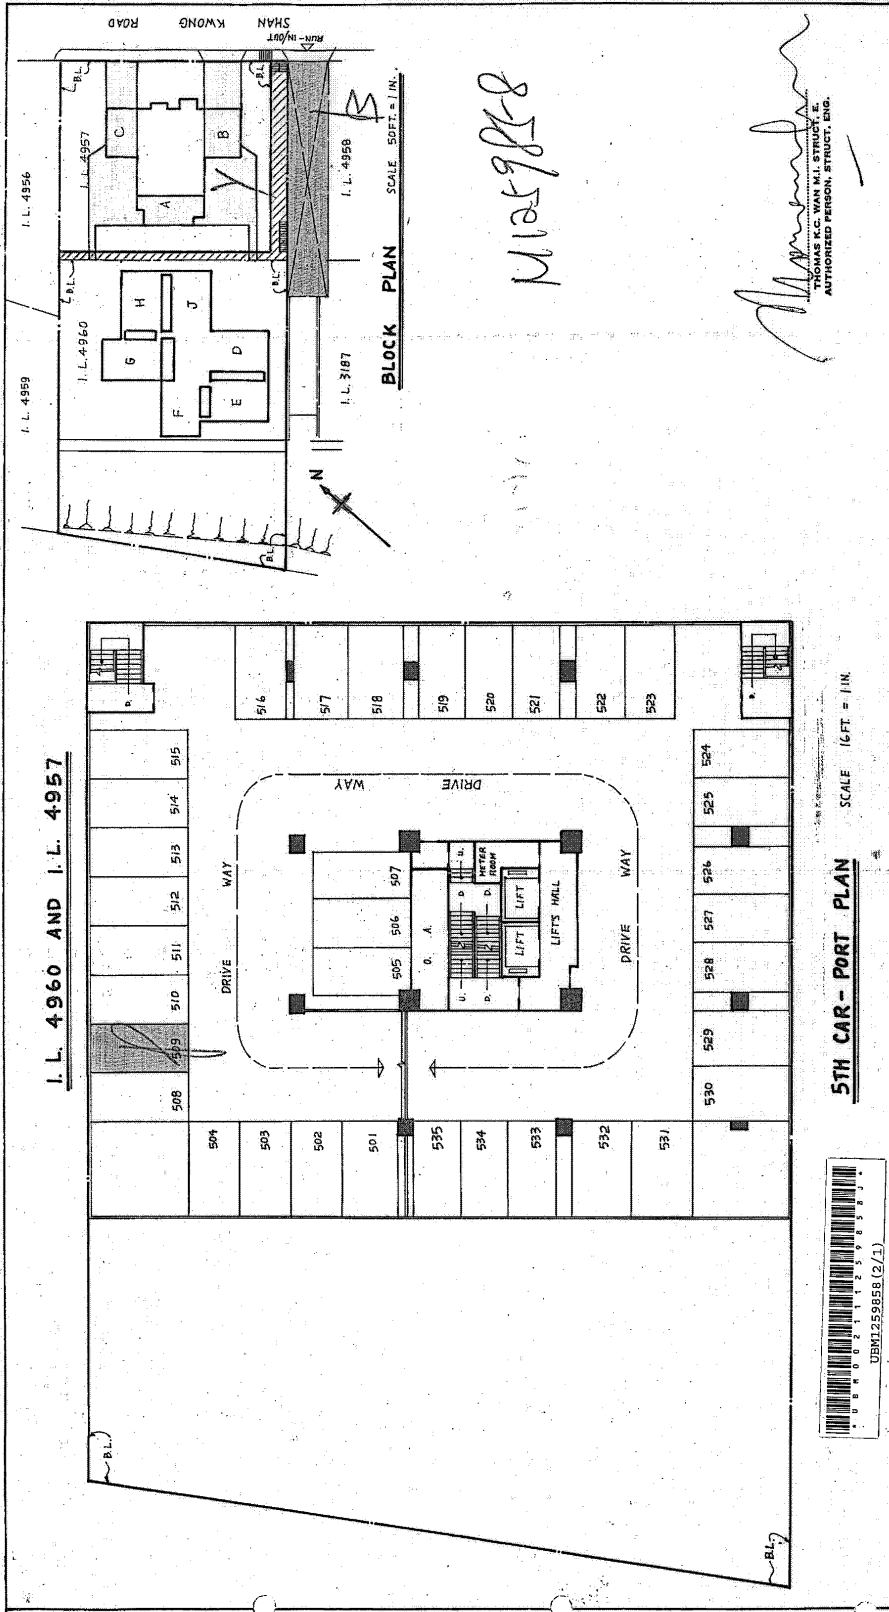 I. L. 4960 AND I. L. 4957
B.L.
B.L.
504
503
502
501
535
534
533
532
531
508
509
510
511
512
513
514
515
530
529
528
527
526
525
524
516
517
518
519
520
521
522
523
DRIVE WAY
DRIVE WAY
DRIVE WAY
505
506
507
O. A.
U.
D.
U.
D.
D.
METER ROOM
LIFT
LIFT
LIFTS HALL
D.
D.
5TH CAR-PORT PLAN
SCALE 16FT. = 1 IN.
I. L. 4959
I. L. 4956
I. L. 4960
I. L. 4957
G
H
F
J
E
D
A
C
B
B.L.
B.L.
B.L.
B.L.
B.L.
SHAN KWONG ROAD
RUN-IN/OUT
I. L. 3187
I. L. 4958
N
BLOCK PLAN
SCALE 50FT. = 1 IN.
M1259858
THOMAS K.C. WAN M.I. STRUCT. E.
AUTHORIZED PERSON, STRUCT. ENG.
UBM1259858(2/1)